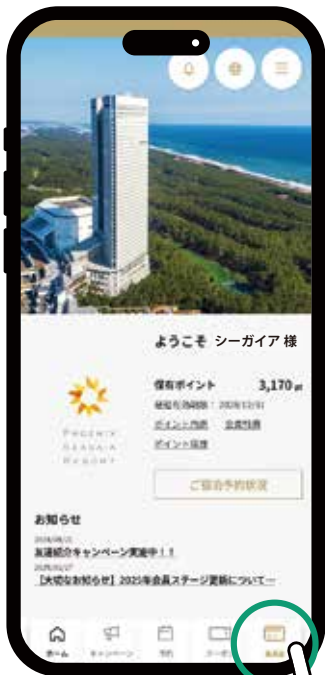 ようこそ シーガイア 様
保有ポイント 3,170 pt
PHOENIX
SEAGAIA
RESORT
ポイント内訳 会員特典
ポイント履歴
ご宿泊予約状況
お知らせ
友達紹介キャンペーン実施中！！
【大切なお知らせ】2025年会員ステージ更新について…
ホーム キャンペーン 予約 クーポン